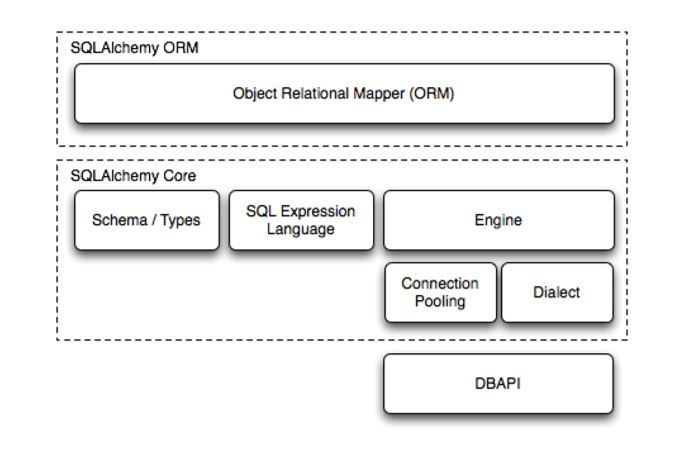 SQLAlchemy ORM
Object Relational Mapper (ORM)
SQLAlchemy Core
Schema / Types
SQL Expression
Language
Engine
Connection
Pooling
Dialect
DBAPI